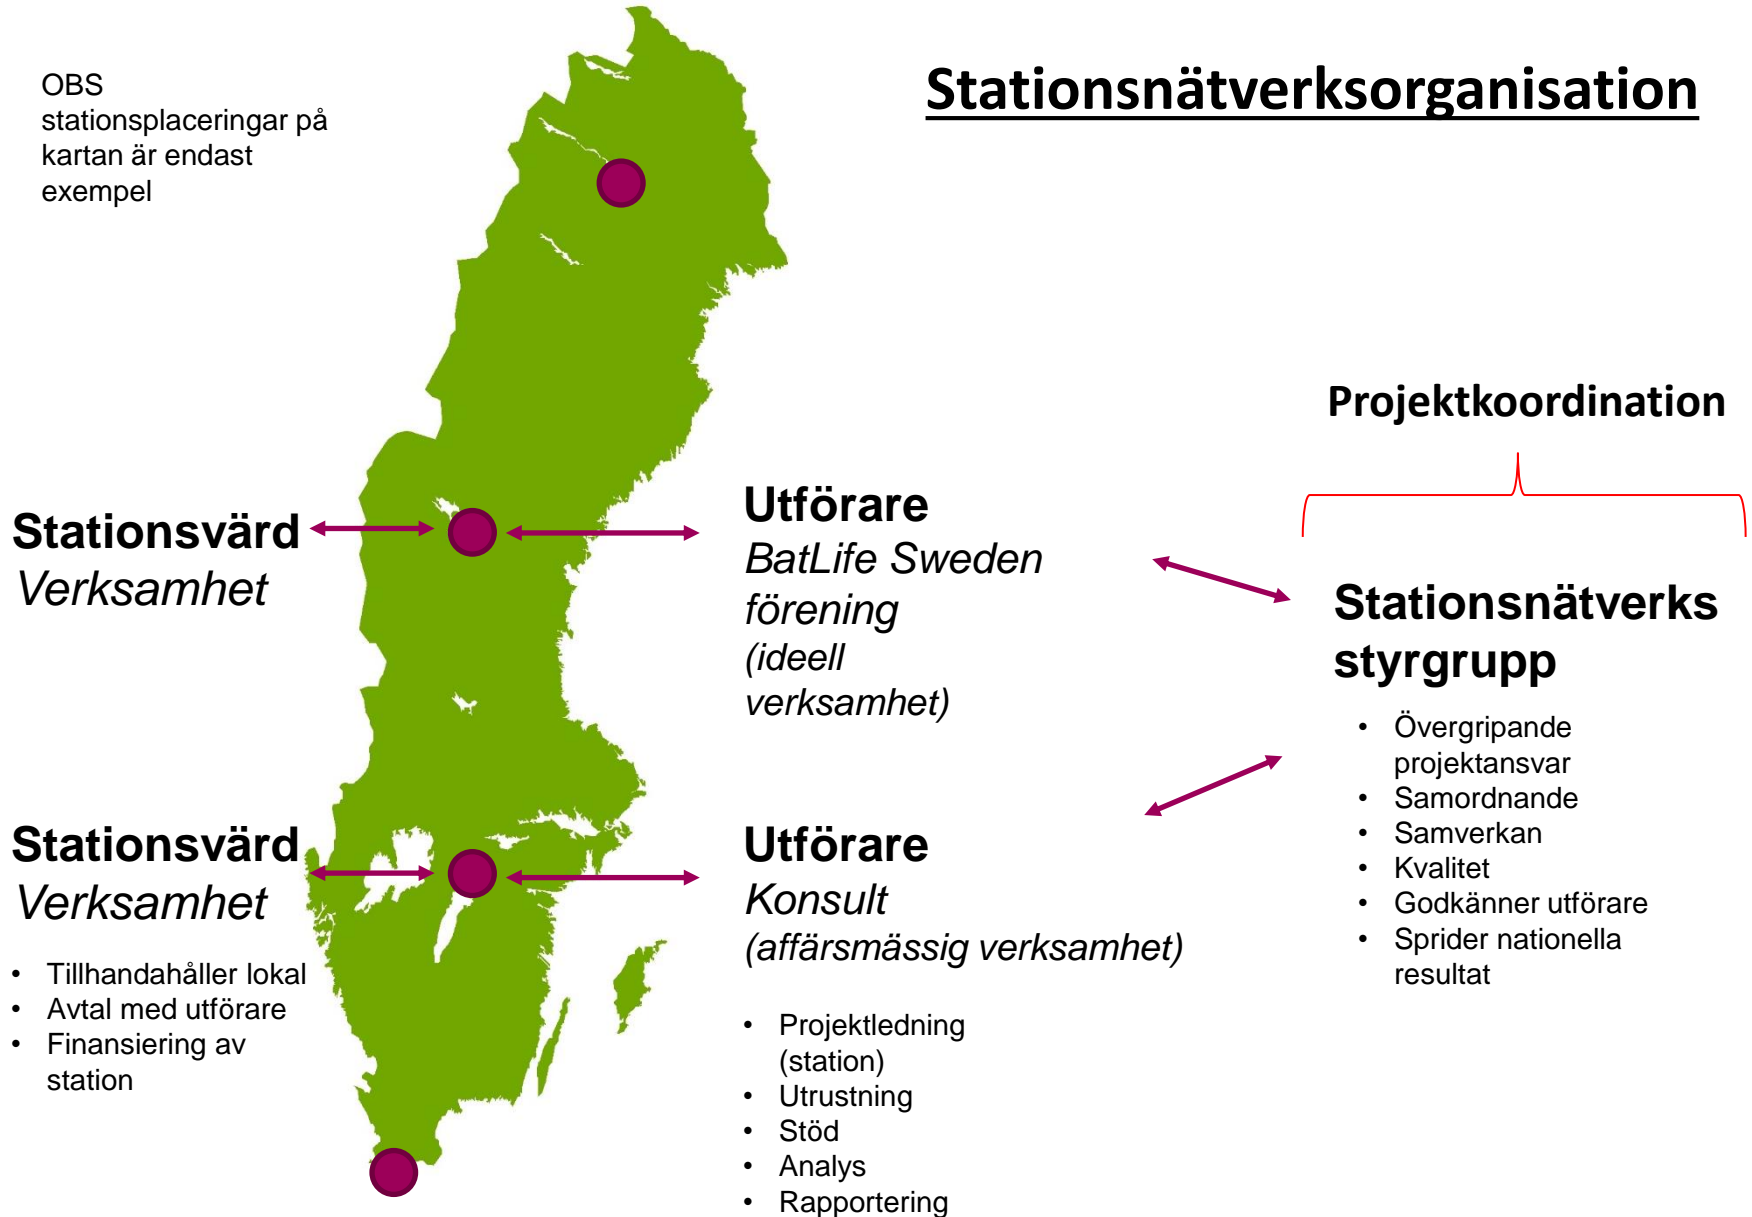 OBS
stationsplaceringar på
kartan är endast
exempel
Stationsnätverksorganisation
Stationsvärd
Verksamhet
Stationsvärd
Verksamhet
• Tillhandahåller lokal
• Avtal med utförare
• Finansiering av
station
Utförare
BatLife Sweden
förening
(ideell
verksamhet)
Utförare
Konsult
(affärsmässig verksamhet)
• Projektledning
(station)
• Utrustning
• Stöd
• Analys
• Rapportering
Projektkoordination
Stationsnätverks
styrgrupp
• Övergripande
projektansvar
• Samordnande
• Samverkan
• Kvalitet
• Godkänner utförare
• Sprider nationella
resultat